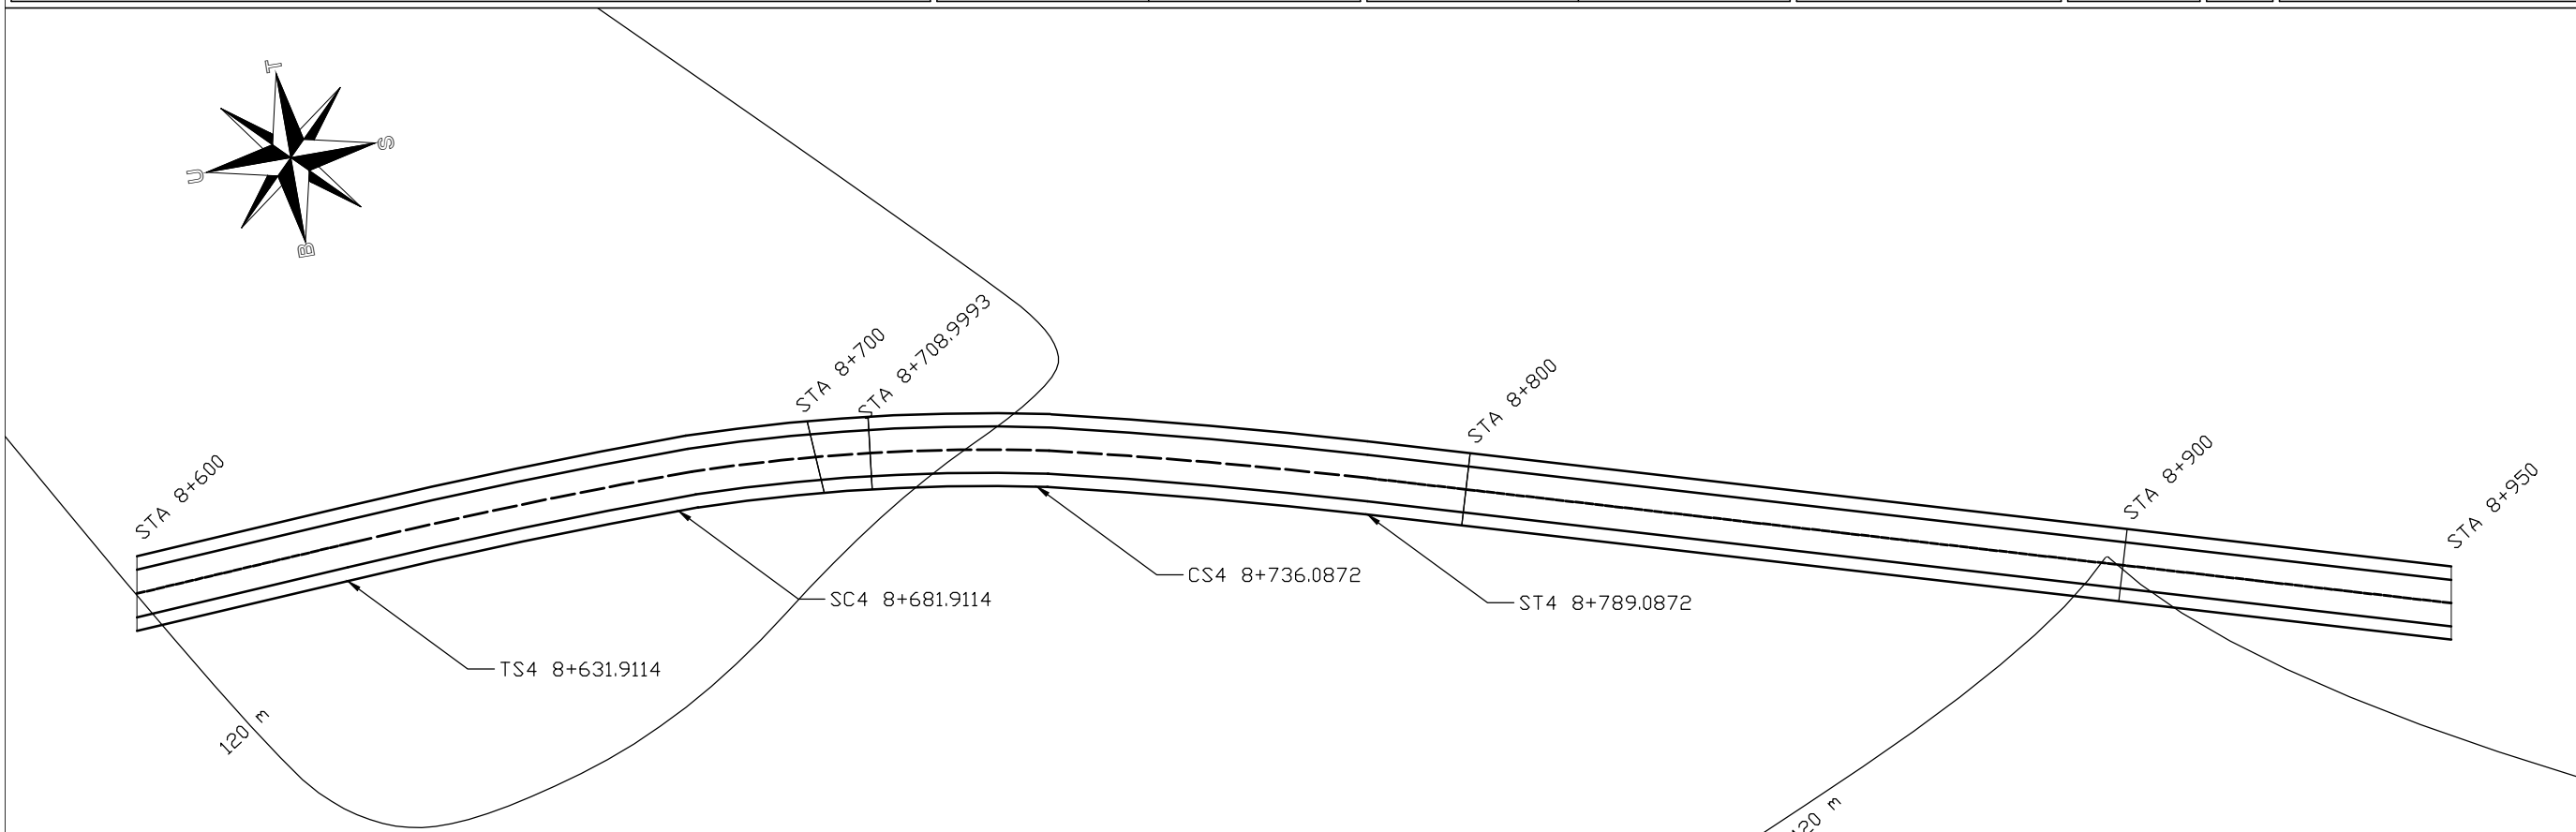 T
S
U
B
STA 8+600
STA 8+700
STA 8+708.9993
STA 8+800
STA 8+900
STA 8+950
TS4 8+631.9114
SC4 8+681.9114
CS4 8+736.0872
ST4 8+789.0872
120 m
120 m